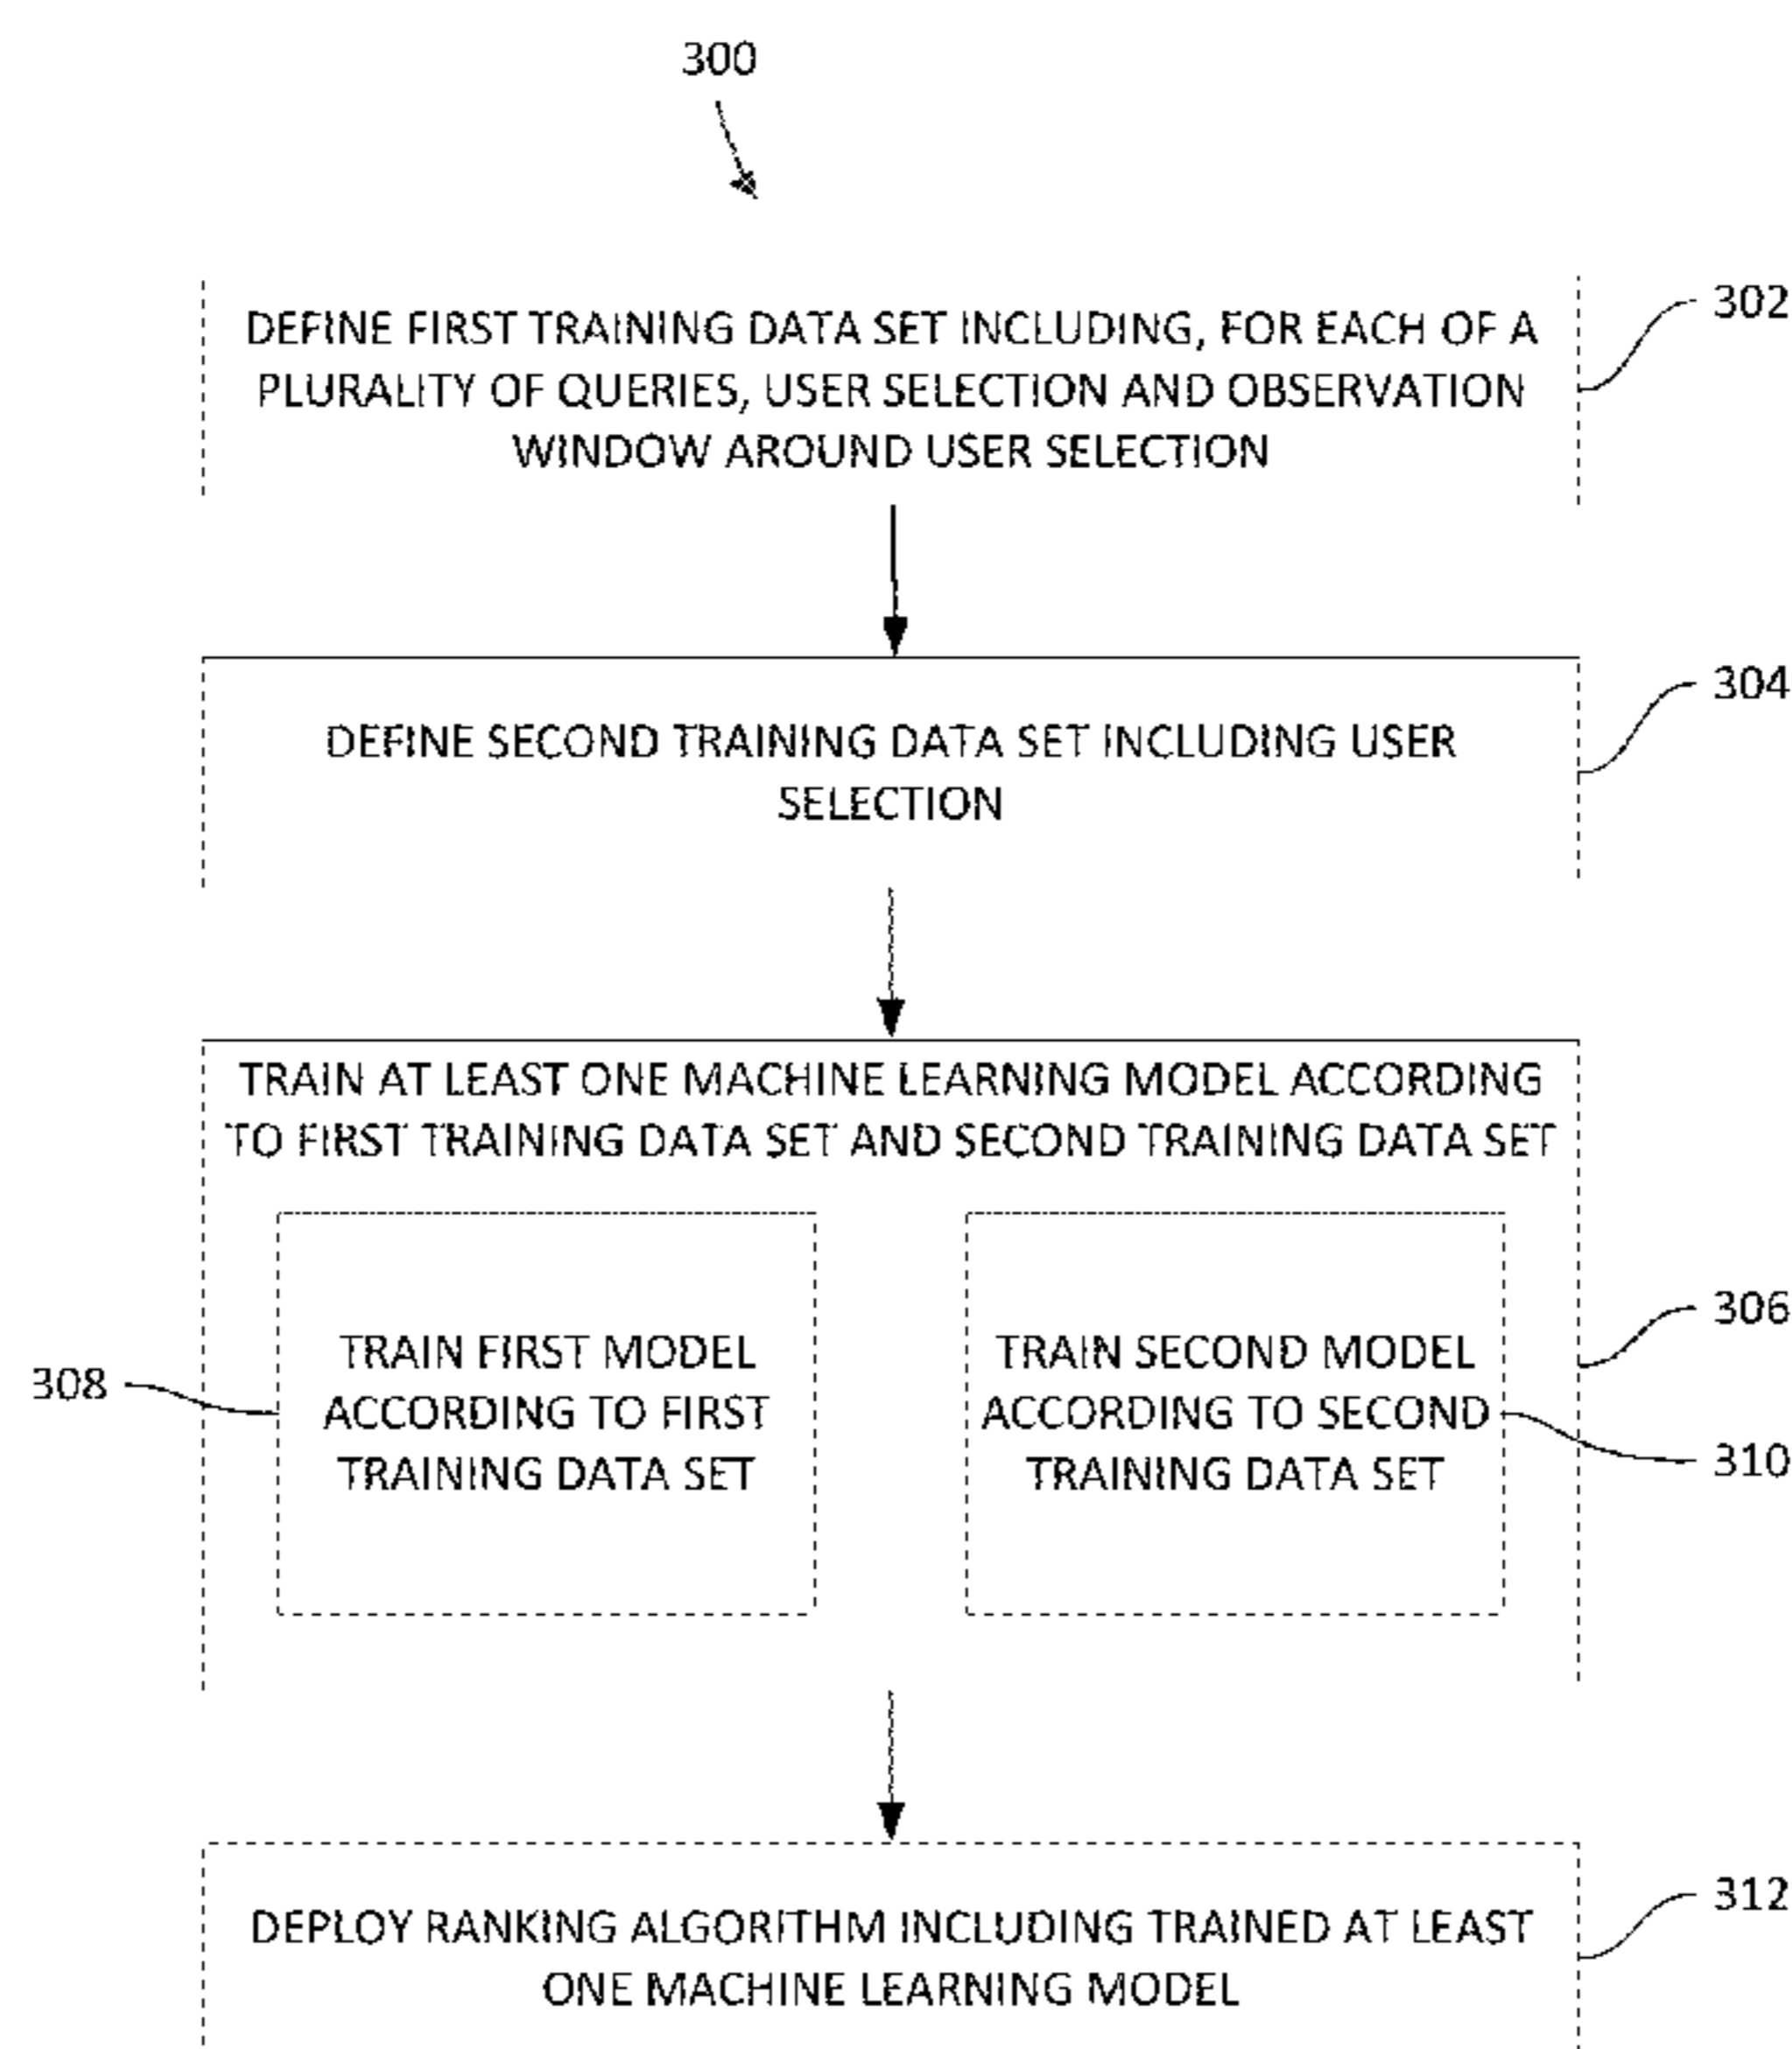 300
302
DEFINE FIRST TRAINING DATA SET INCLUDING, FOR EACH OF A
PLURALITY OF QUERIES, USER SELECTION AND OBSERVATION
WINDOW AROUND USER SELECTION
304
DEFINE SECOND TRAINING DATA SET INCLUDING USER
SELECTION
TRAIN AT LEAST ONE MACHINE LEARNING MODEL ACCORDING
TO FIRST TRAINING DATA SET AND SECOND TRAINING DATA SET
306
308
TRAIN FIRST MODEL
ACCORDING TO FIRST
TRAINING DATA SET
TRAIN SECOND MODEL
ACCORDING TO SECOND
TRAINING DATA SET
310
312
DEPLOY RANKING ALGORITHM INCLUDING TRAINED AT LEAST
ONE MACHINE LEARNING MODEL